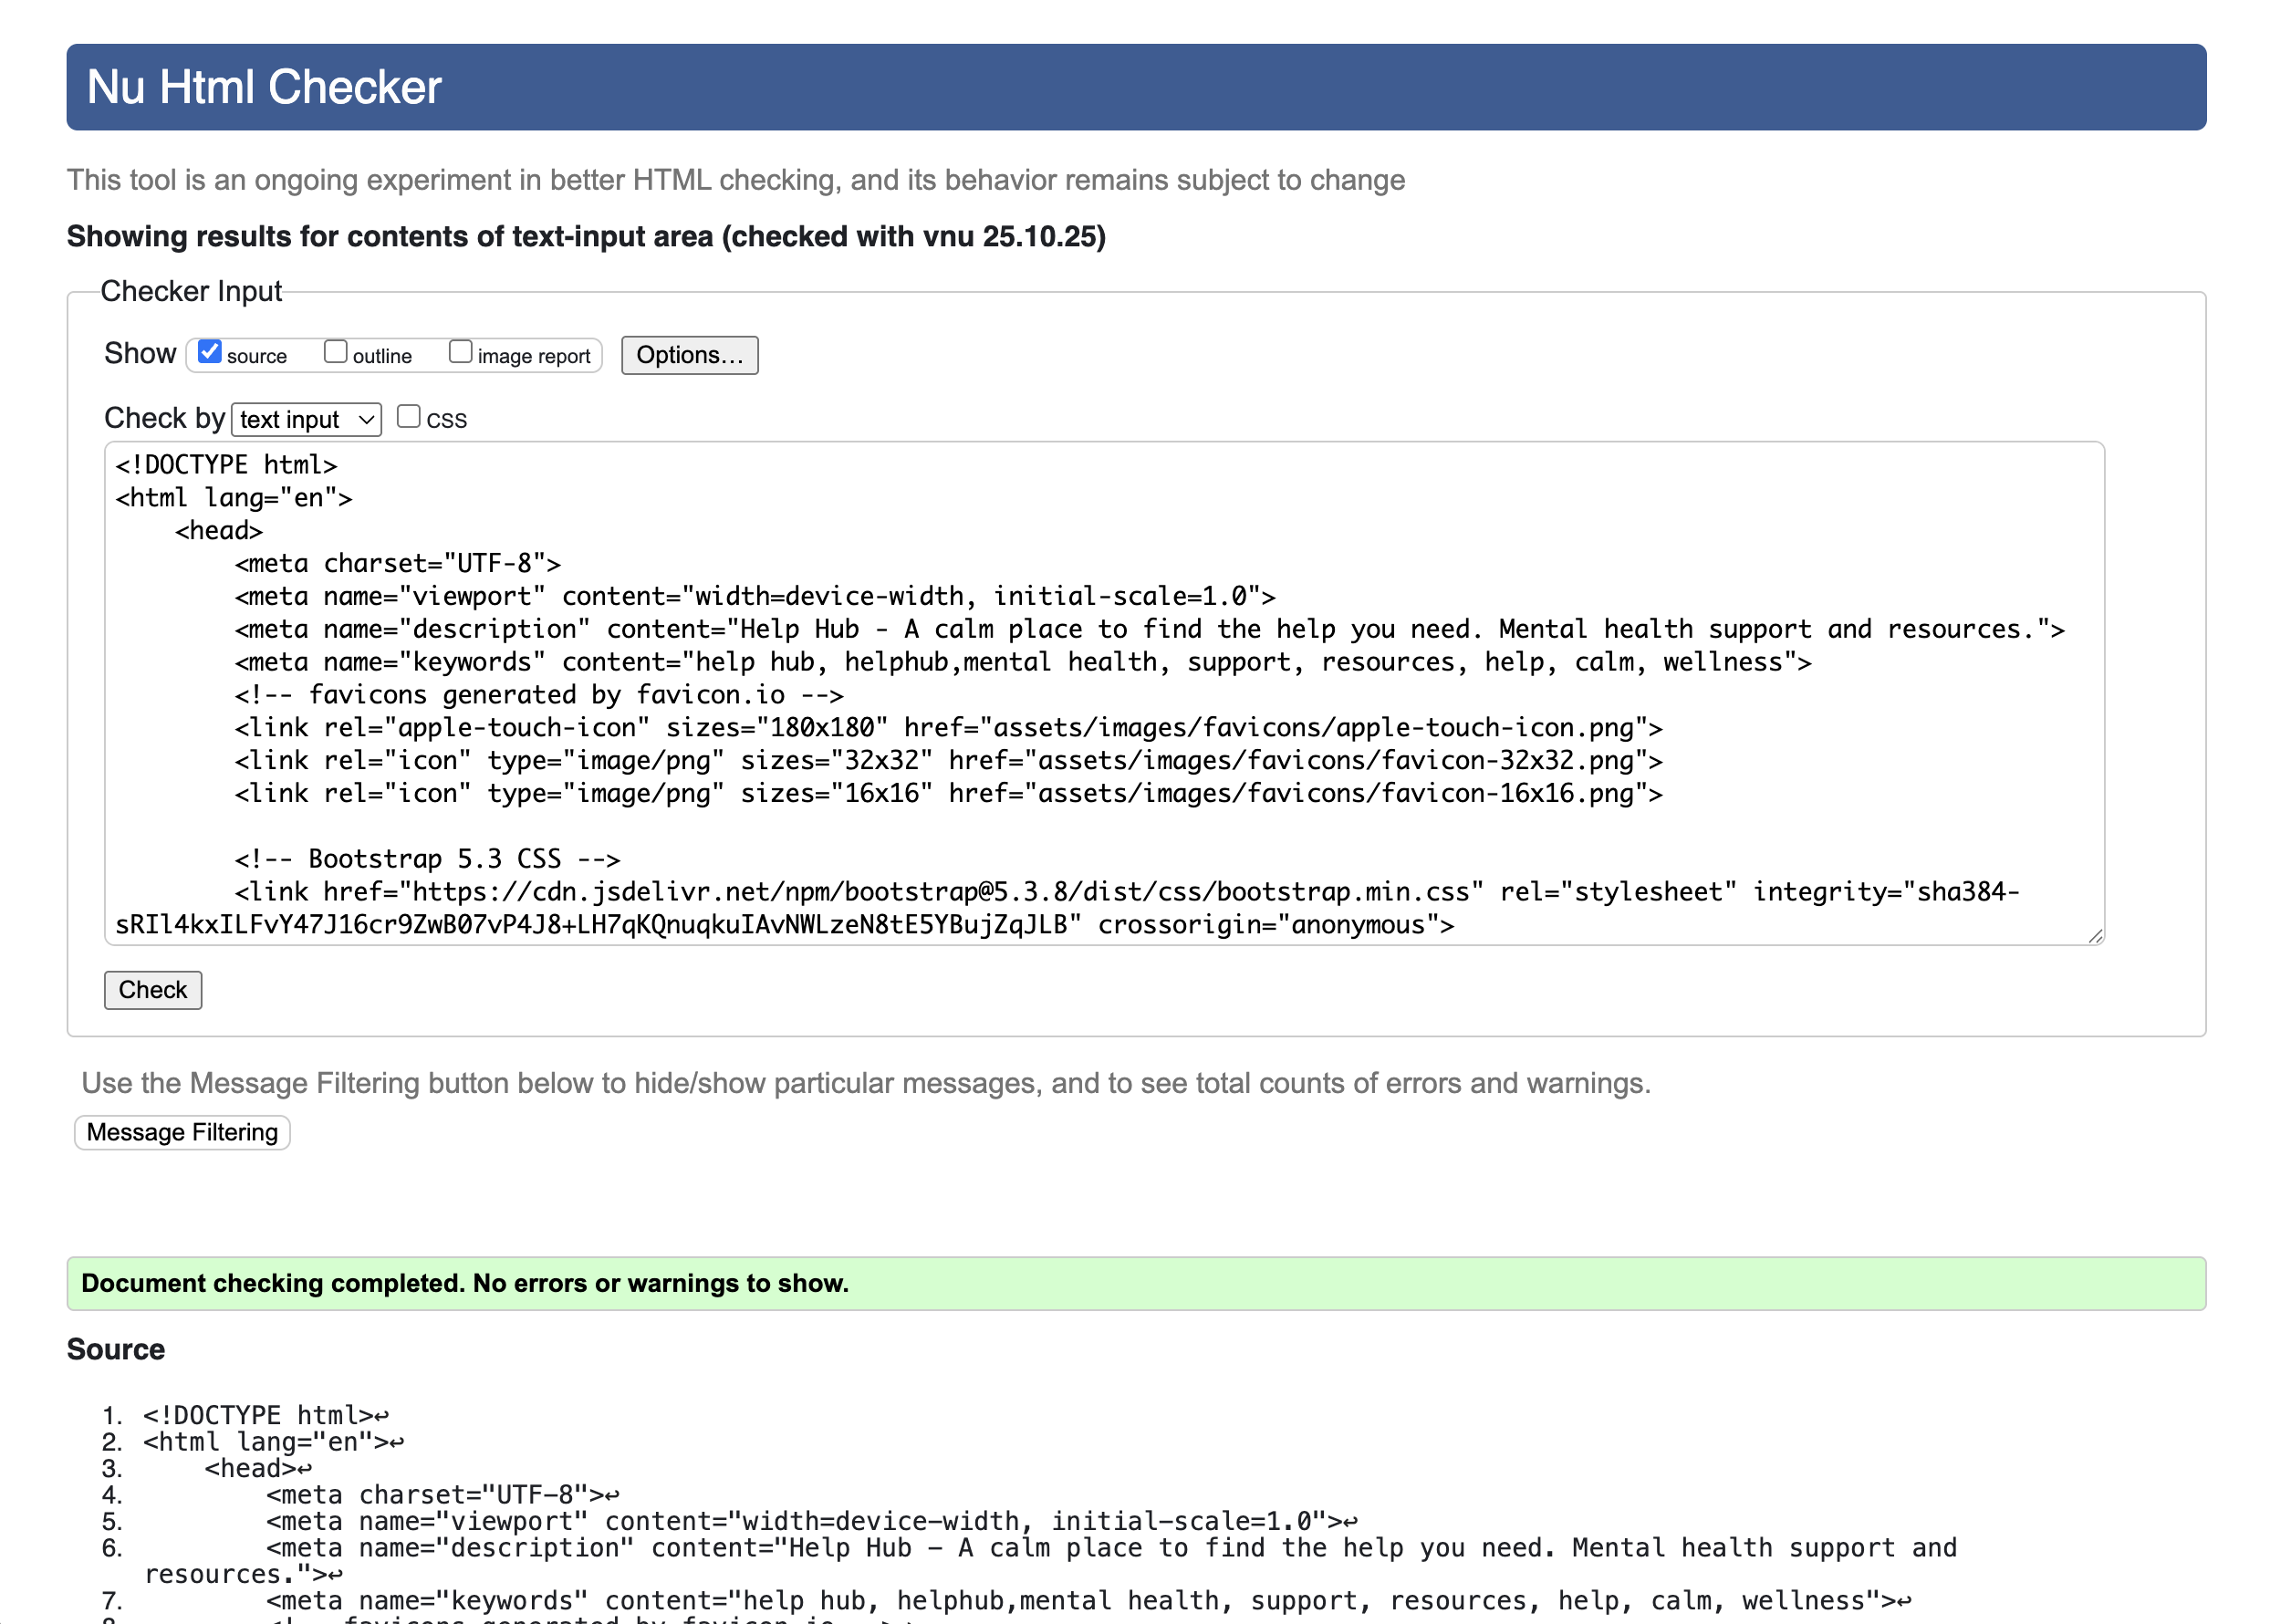 Nu Html Checker
This tool is an ongoing experiment in better HTML checking, and its behavior remains subject to change
Showing results for contents of text-input area (checked with vnu 25.10.25)
Checker Input
Show source outline image report Options…
Check by text input CSS
<!DOCTYPE html>
<html lang="en">
    <head>
        <meta charset="UTF-8">
        <meta name="viewport" content="width=device-width, initial-scale=1.0">
        <meta name="description" content="Help Hub - A calm place to find the help you need. Mental health support and resources.">
        <meta name="keywords" content="help hub, helphub,mental health, support, resources, help, calm, wellness">
        <!-- favicons generated by favicon.io -->
        <link rel="apple-touch-icon" sizes="180x180" href="assets/images/favicons/apple-touch-icon.png">
        <link rel="icon" type="image/png" sizes="32x32" href="assets/images/favicons/favicon-32x32.png">
        <link rel="icon" type="image/png" sizes="16x16" href="assets/images/favicons/favicon-16x16.png">
        <!-- Bootstrap 5.3 CSS -->
        <link href="https://cdn.jsdelivr.net/npm/bootstrap@5.3.8/dist/css/bootstrap.min.css" rel="stylesheet" integrity="sha384-
sRIl4kxILFvY47J16cr9ZwB07vP4J8+LH7qKQnuqkuIAvNWLzeN8tE5YBujZqJLB" crossorigin="anonymous">
Check
Use the Message Filtering button below to hide/show particular messages, and to see total counts of errors and warnings.
Message Filtering
Document checking completed. No errors or warnings to show.
Source
1. <!DOCTYPE html>↩
2. <html lang="en">↩
3.     <head>↩
4.         <meta charset="UTF-8">↩
5.         <meta name="viewport" content="width=device-width, initial-scale=1.0">↩
6.         <meta name="description" content="Help Hub - A calm place to find the help you need. Mental health support and
resources.">↩
7.         <meta name="keywords" content="help hub, helphub,mental health, support, resources, help, calm, wellness">↩
8.         <!-- favicons generated by favicon.io -->↩